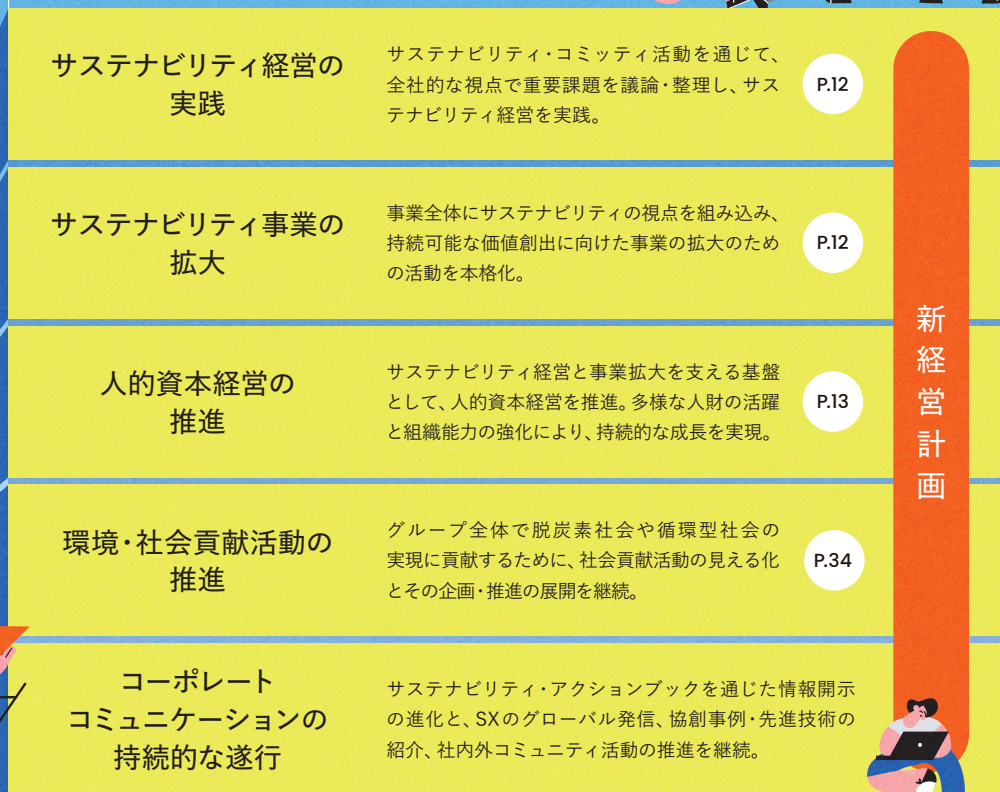 サステナビリティ経営の
実践
サステナビリティ・コミッティ活動を通じて、
全社的な視点で重要課題を議論・整理し、サス
テナビリティ経営を実践。
P.12
サステナビリティ事業の
拡大
事業全体にサステナビリティの視点を組み込み、
持続可能な価値創出に向けた事業の拡大のため
の活動を本格化。
P.12
人的資本経営の
推進
サステナビリティ経営と事業拡大を支える基盤
として、人的資本経営を推進。多様な人財の活躍
と組織能力の強化により、持続的な成長を実現。
P.13
環境・社会貢献活動の
推進
グループ全体で脱炭素社会や循環型社会の
実現に貢献するために、社会貢献活動の見える化
とその企画・推進の展開を継続。
P.34
コーポレート
コミュニケーションの
持続的な遂行
サステナビリティ・アクションブックを通じた情報開示
の進化と、SXのグローバル発信、協創事例・先進技術の
紹介、社内外コミュニティ活動の推進を継続。
新経営計画